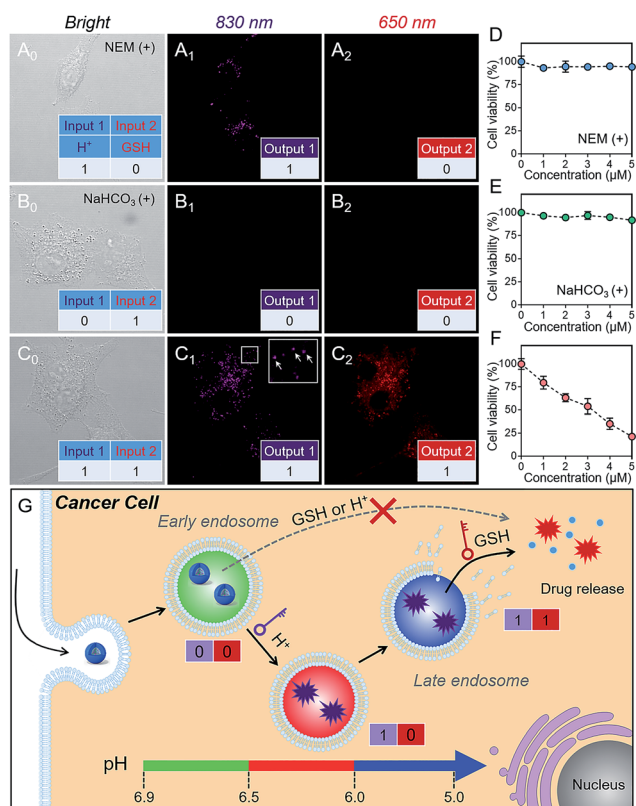 Bright 830 nm 650 nm
A0 NEM (+)
Input 1 Input 2
H+ GSH
1 0
A1
Output 1
1
A2
Output 2
0
D
Cell viability (%)
100
75
50
25
0
NEM (+)
0 1 2 3 4 5
Concentration (µM)
B0 NaHCO3 (+)
Input 1 Input 2
0 1
B1
Output 1
0
B2
Output 2
0
E
Cell viability (%)
100
75
50
25
0
NaHCO3 (+)
0 1 2 3 4 5
Concentration (µM)
C0
Input 1 Input 2
1 1
C1
Output 1
1
C2
Output 2
1
F
Cell viability (%)
100
75
50
25
0
0 1 2 3 4 5
Concentration (µM)
G Cancer Cell
Early endosome
GSH or H+
GSH
Drug release
0 0
H+
1 1
Late endosome
1 0
pH
6.9 6.5 6.0 5.0
Nucleus